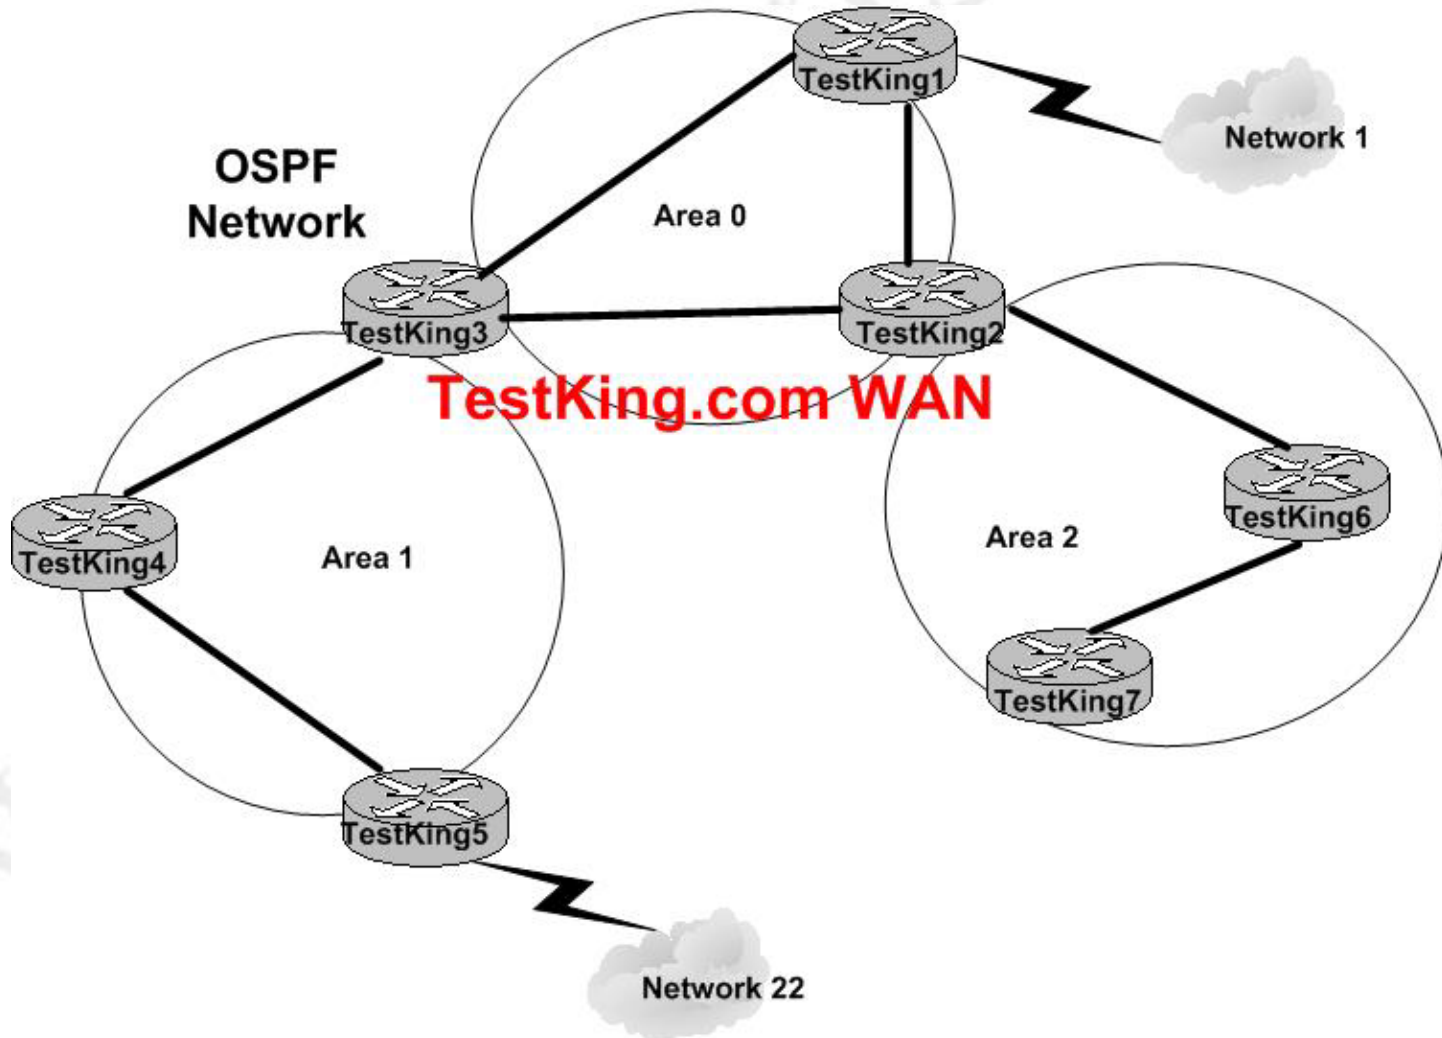 TestKing1
Network 1
OSPF
Network
Area 0
TestKing3
TestKing2
TestKing.com WAN
TestKing4
Area 1
TestKing6
Area 2
TestKing7
TestKing5
Network 22